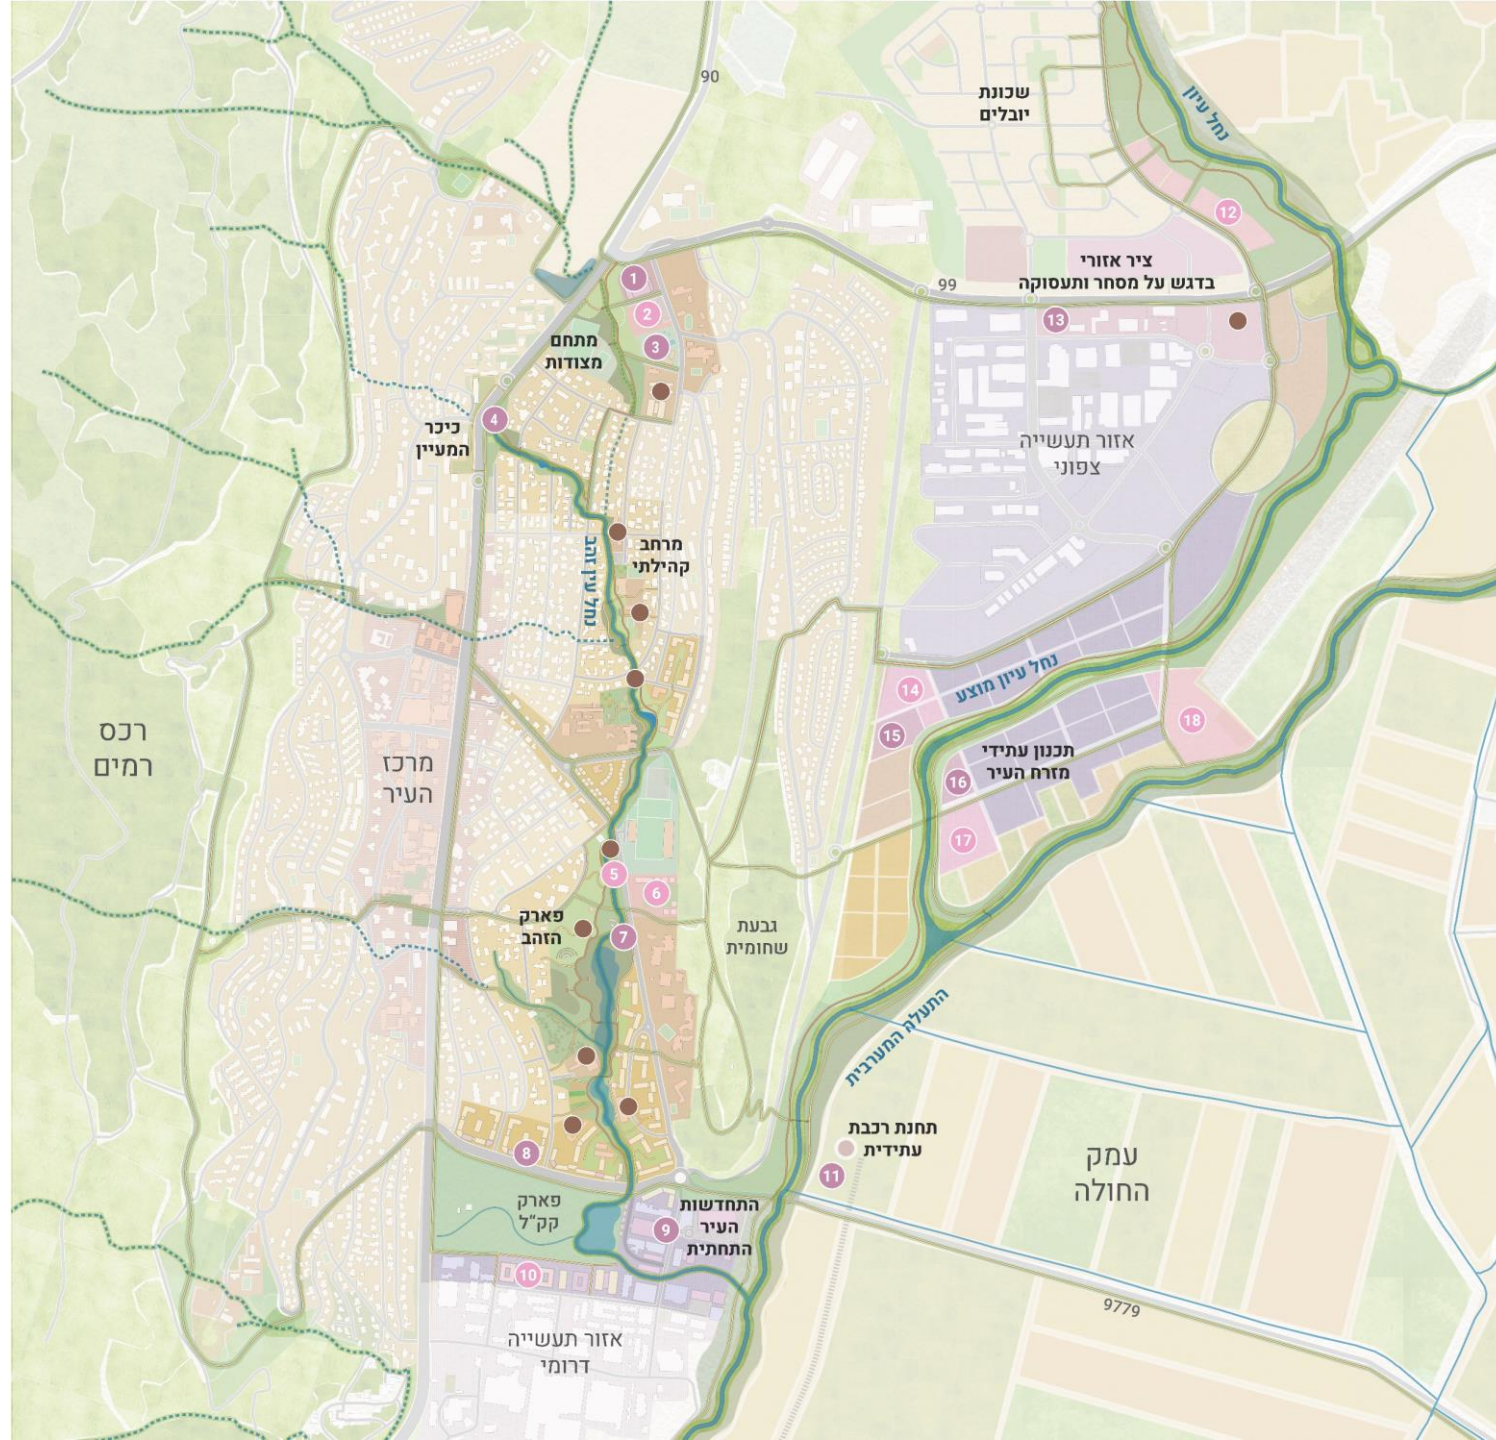 90
שכונת
יובלים
נחל עיון
12
ציר אזורי
בדגש על מסחר ותעסוקה
99
13
1
2
3
מתחם
מצודות
4
כיכר
המעיין
אזור תעשייה
צפוני
מרחב
קהילתי
נחל עין זהב
נחל עיון מוצע
14
15
16
17
18
תכנון עתידי
מזרח העיר
רכס
רמים
מרכז
העיר
5
6
7
פארק
הזהב
גבעת
שחומית
התעלה המערבית
תחנת רכבת
עתידית
11
עמק
החולה
8
פארק
קק"ל
התחדשות
העיר
התחתית
9
10
9779
אזור תעשייה
דרומי